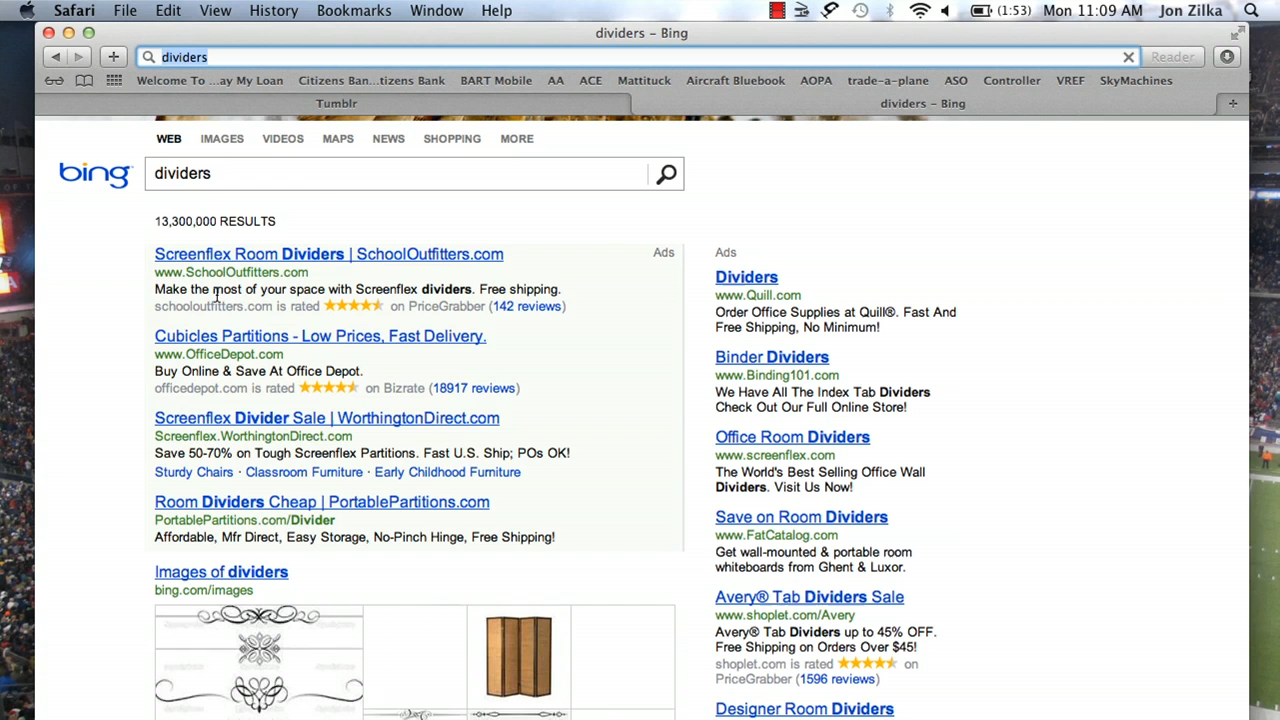 Safari File Edit View History Bookmarks Window Help (1:53) Mon 11:09 AM Jon Zilka
dividers – Bing
dividers Reader
Welcome To ...ay My Loan Citizens Ban...tizens Bank BART Mobile AA ACE Mattituck Aircraft Bluebook AOPA trade-a-plane ASO Controller VREF SkyMachines
Tumblr dividers – Bing
WEB IMAGES VIDEOS MAPS NEWS SHOPPING MORE
bing dividers
13,300,000 RESULTS
Screenflex Room Dividers | SchoolOutfitters.com Ads
www.SchoolOutfitters.com
Make the most of your space with Screenflex dividers. Free shipping.
schooloutfitters.com is rated on PriceGrabber (142 reviews)
Cubicles Partitions - Low Prices, Fast Delivery.
www.OfficeDepot.com
Buy Online & Save At Office Depot.
officedepot.com is rated on Bizrate (18917 reviews)
Screenflex Divider Sale | WorthingtonDirect.com
Screenflex.WorthingtonDirect.com
Save 50-70% on Tough Screenflex Partitions. Fast U.S. Ship; POs OK!
Sturdy Chairs · Classroom Furniture · Early Childhood Furniture
Room Dividers Cheap | PortablePartitions.com
PortablePartitions.com/Divider
Affordable, Mfr Direct, Easy Storage, No-Pinch Hinge, Free Shipping!
Images of dividers
bing.com/images
Ads
Dividers
www.Quill.com
Order Office Supplies at Quill®. Fast And
Free Shipping, No Minimum!
Binder Dividers
www.Binding101.com
We Have All The Index Tab Dividers
Check Out Our Full Online Store!
Office Room Dividers
www.screenflex.com
The World's Best Selling Office Wall
Dividers. Visit Us Now!
Save on Room Dividers
www.FatCatalog.com
Get wall-mounted & portable room
whiteboards from Ghent & Luxor.
Avery® Tab Dividers Sale
www.shoplet.com/Avery
Avery® Tab Dividers up to 45% OFF.
Free Shipping on Orders Over $45!
shoplet.com is rated on
PriceGrabber (1596 reviews)
Designer Room Dividers